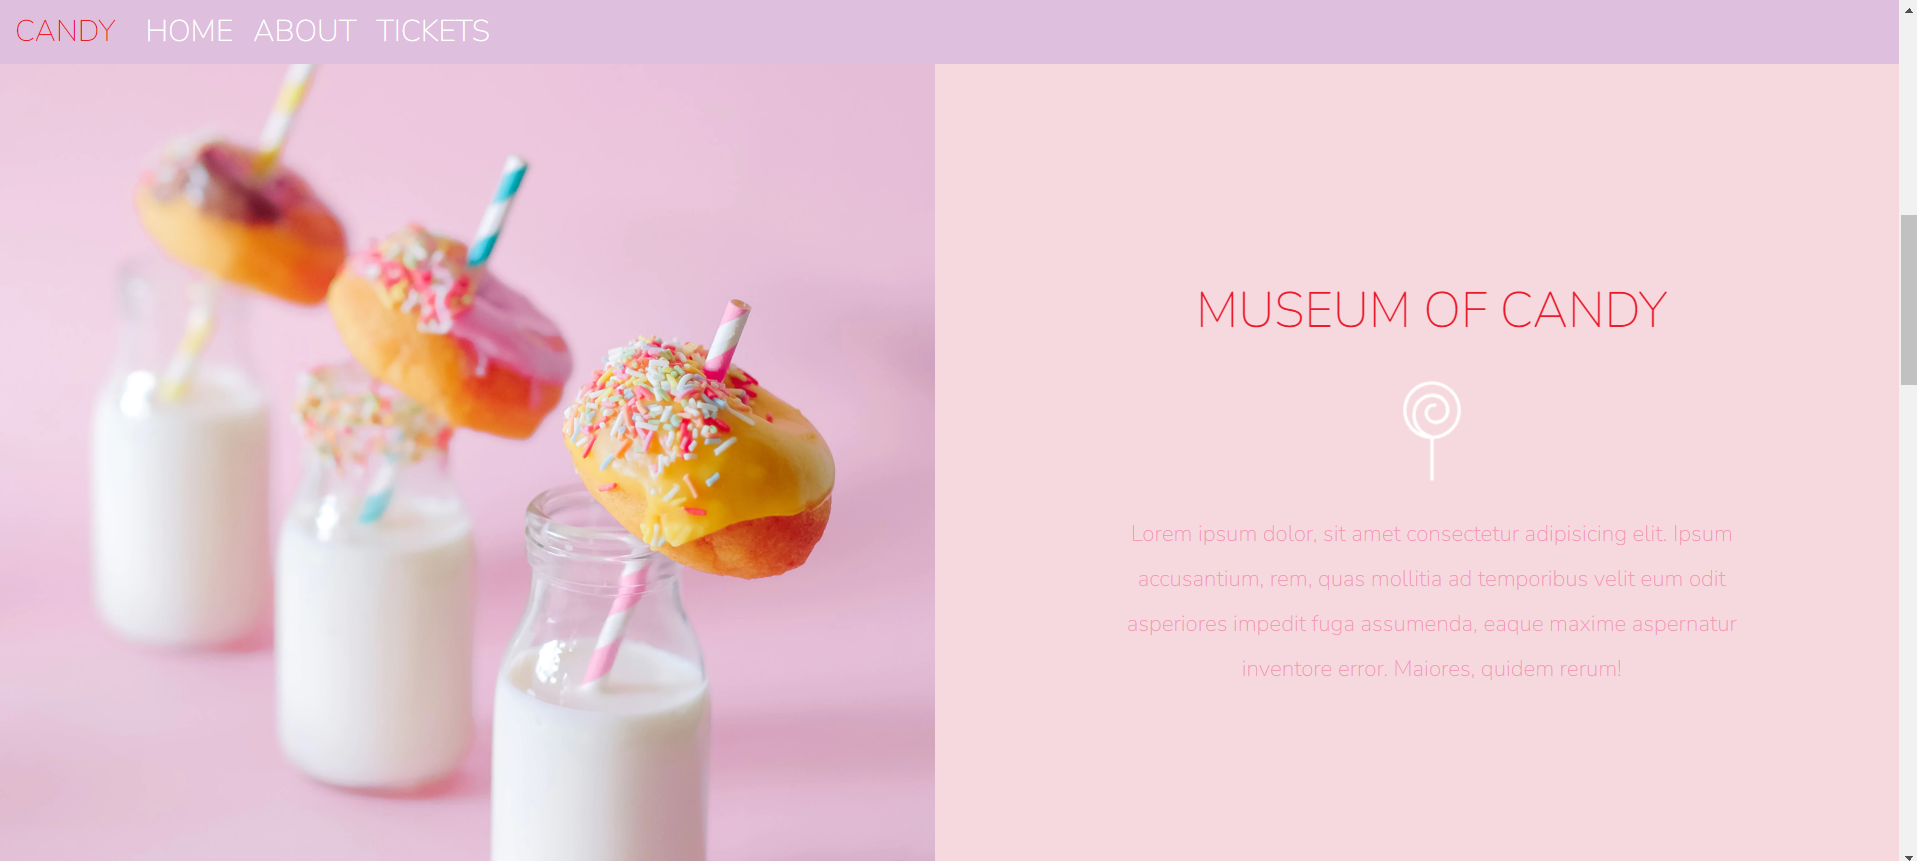 CANDY HOME ABOUT TICKETS
MUSEUM OF CANDY
Lorem ipsum dolor, sit amet consectetur adipisicing elit. Ipsum
accusantium, rem, quas mollitia ad temporibus velit eum odit
asperiores impedit fuga assumenda, eaque maxime aspernatur
inventore error. Maiores, quidem rerum!